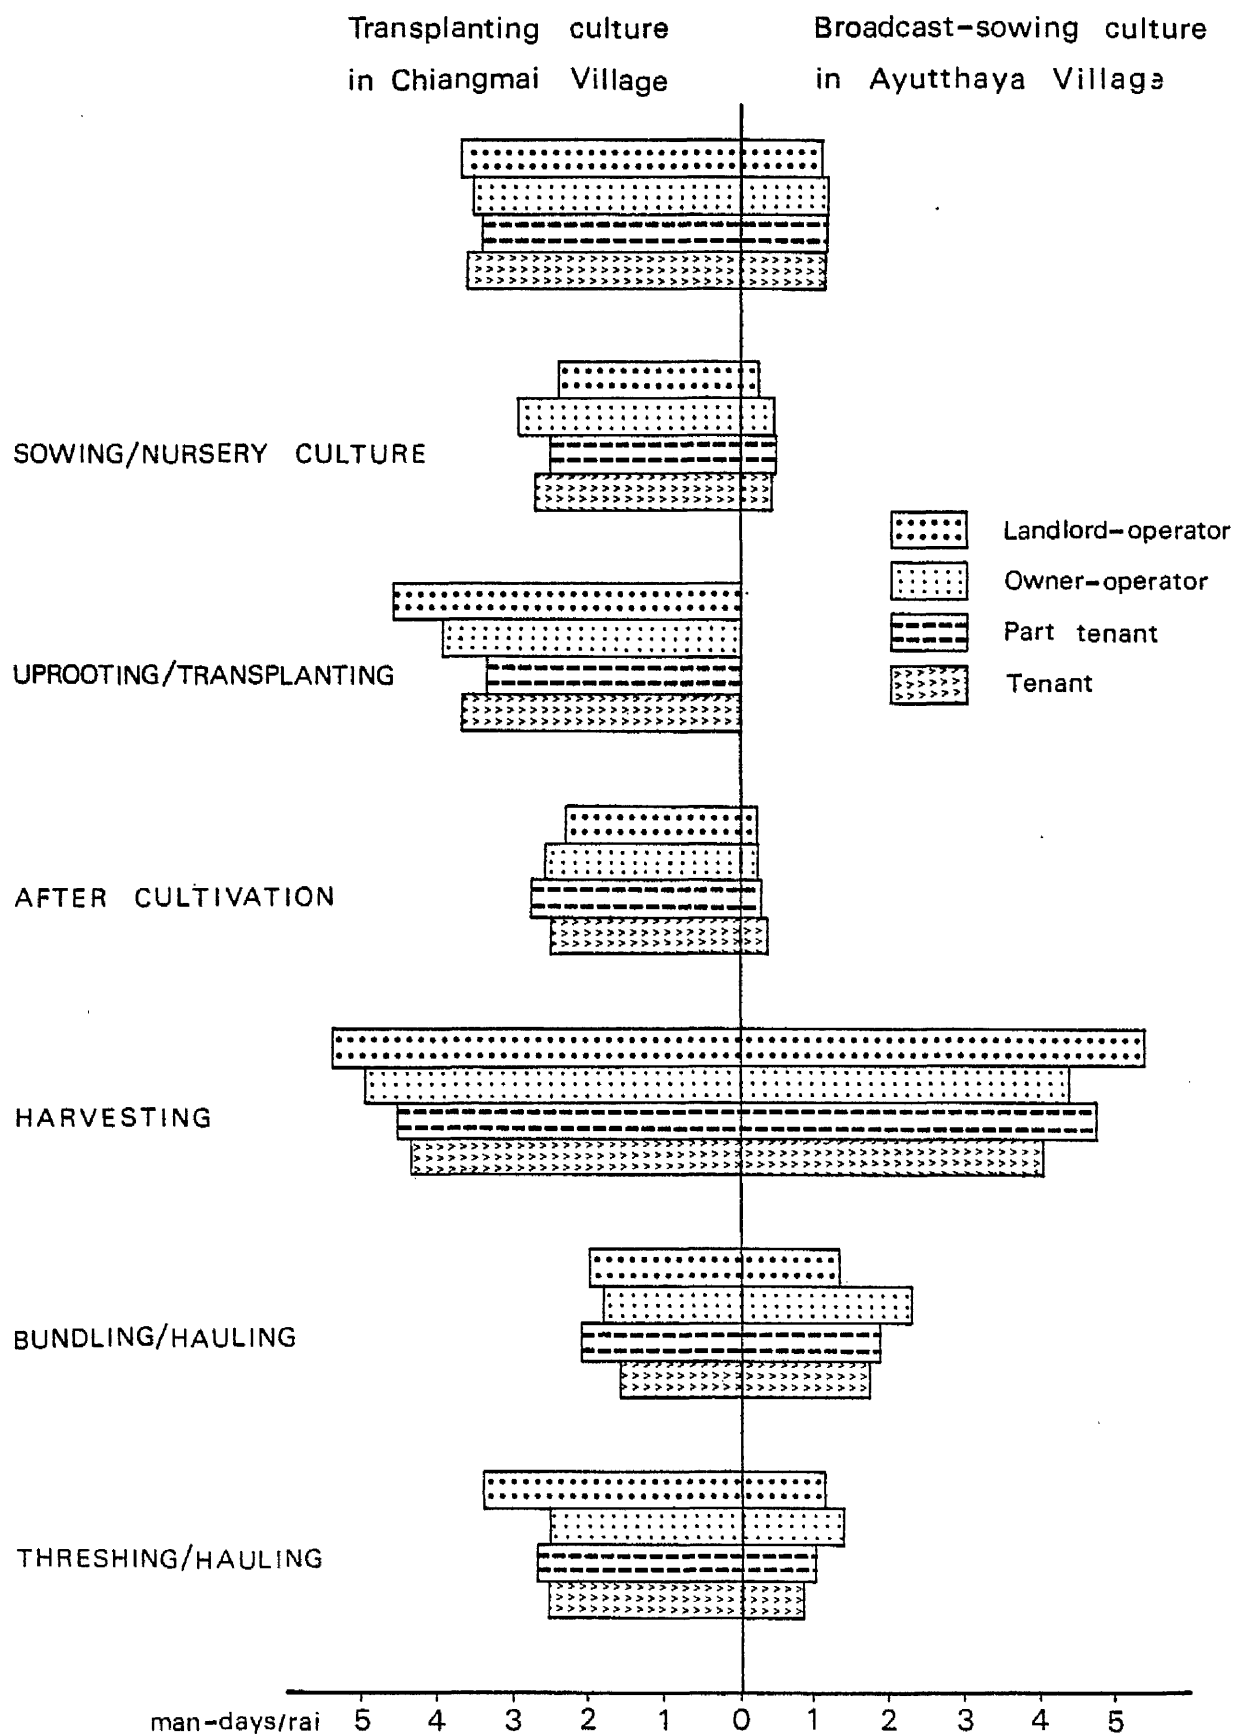 Transplanting culture
in Chiangmai Village
Broadcast-sowing culture
in Ayutthaya Village
SOWING/NURSERY CULTURE
Landlord-operator
Owner-operator
Part tenant
Tenant
UPROOTING/TRANSPLANTING
AFTER CULTIVATION
HARVESTING
BUNDLING/HAULING
THRESHING/HAULING
man-days/rai 5 4 3 2 1 0 1 2 3 4 5